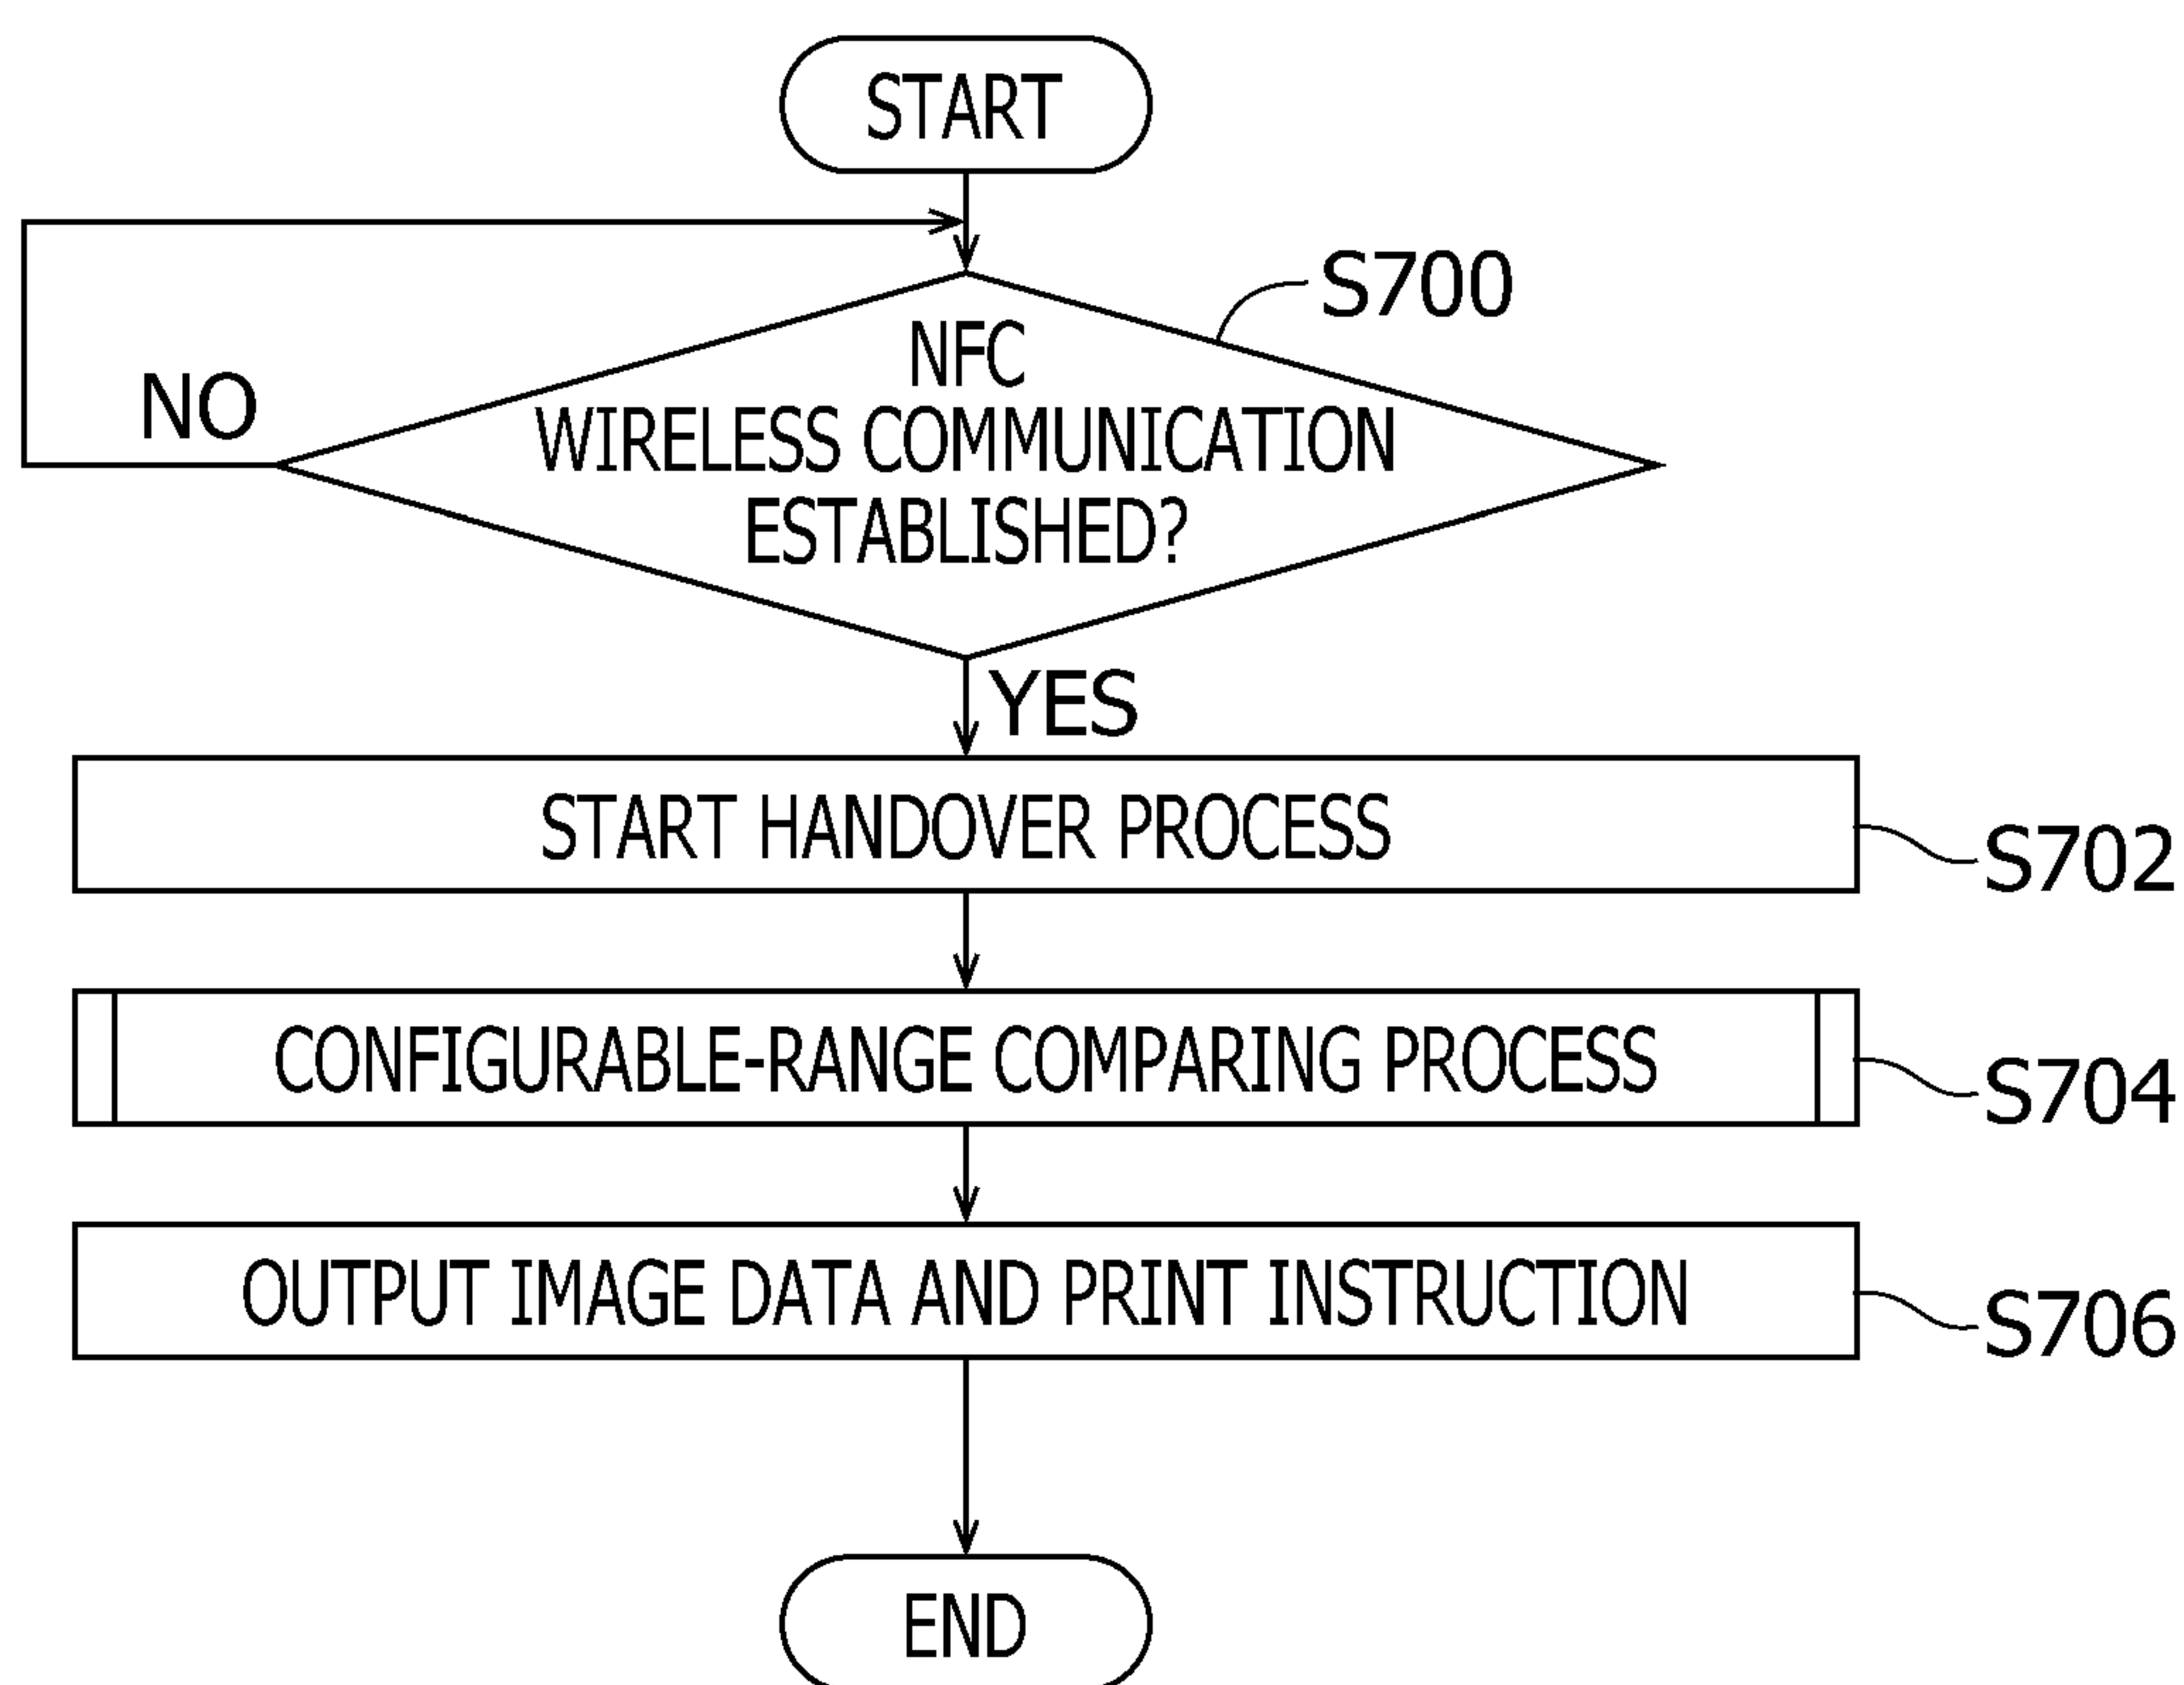 START
S700
NFC
WIRELESS COMMUNICATION
ESTABLISHED?
NO
YES
START HANDOVER PROCESS
S702
CONFIGURABLE-RANGE COMPARING PROCESS
S704
OUTPUT IMAGE DATA AND PRINT INSTRUCTION
S706
END